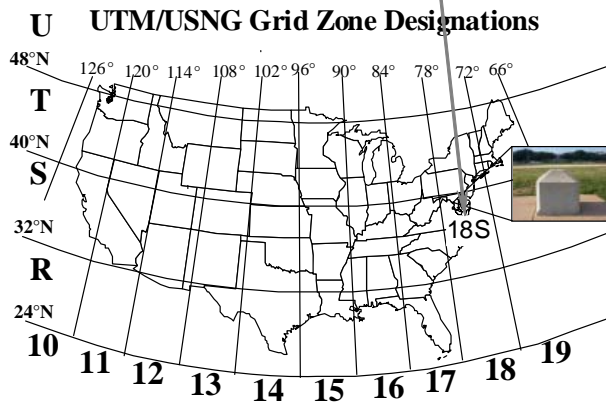 U UTM/USNG Grid Zone Designations
48°N 126° 120° 114° 108° 102° 96° 90° 84° 78° 72° 66°
T
40°N
S
18S
32°N
R
24°N
10 11 12 13 14 15 16 17 18 19